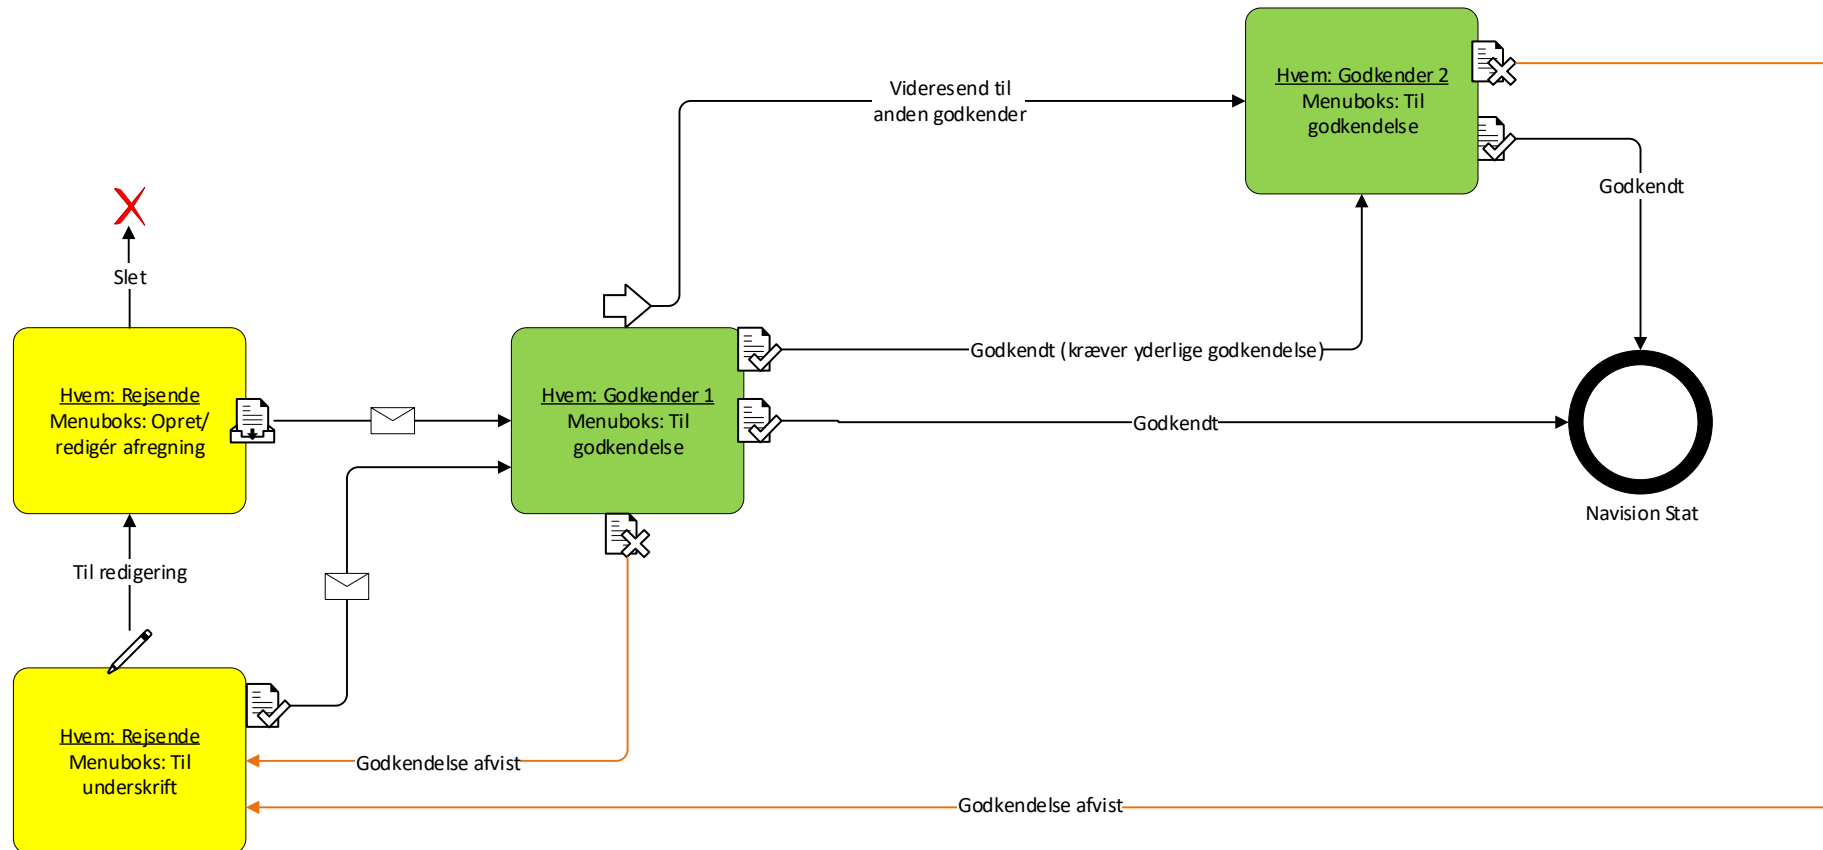 Hvem: Godkender 2
Menuboks: Til
godkendelse
Videresend til
anden godkender
Godkendt
Slet
Hvem: Rejsende
Menuboks: Opret/
redigér afregning
Hvem: Godkender 1
Menuboks: Til
godkendelse
Godkendt (kræver yderlige godkendelse)
Godkendt
Navision Stat
Til redigering
Hvem: Rejsende
Menuboks: Til
underskrift
Godkendelse afvist
Godkendelse afvist